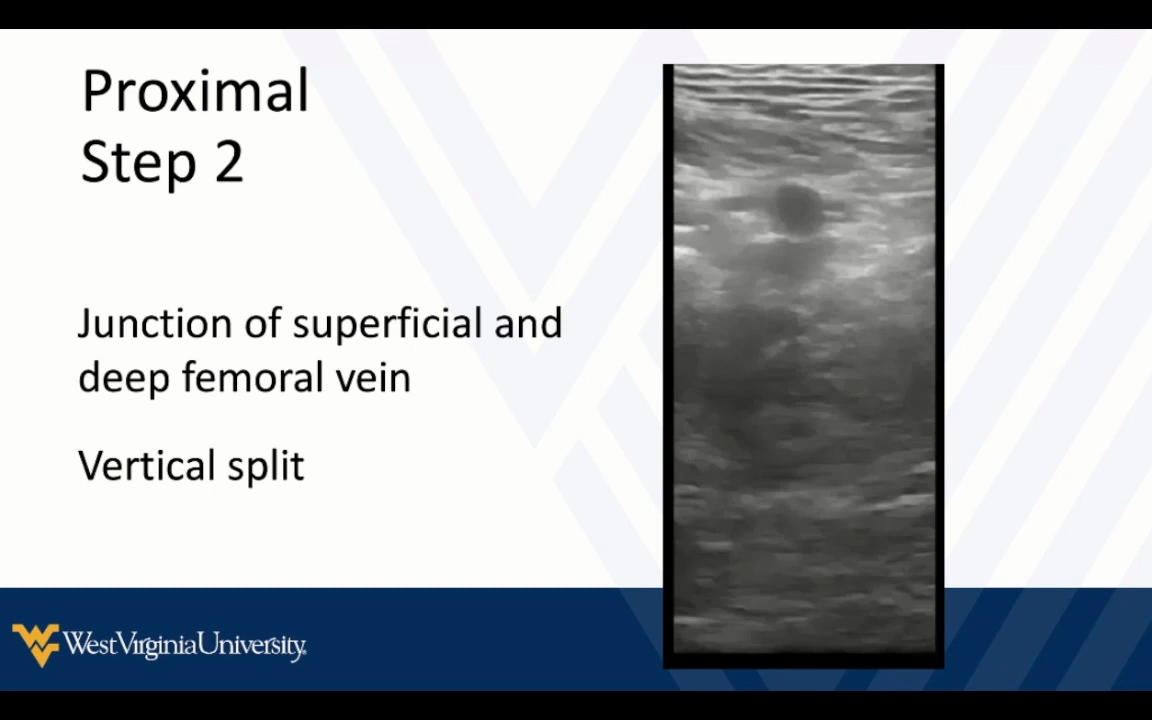 Proximal
Step 2
Junction of superficial and
deep femoral vein
Vertical split
WestVirginiaUniversity.